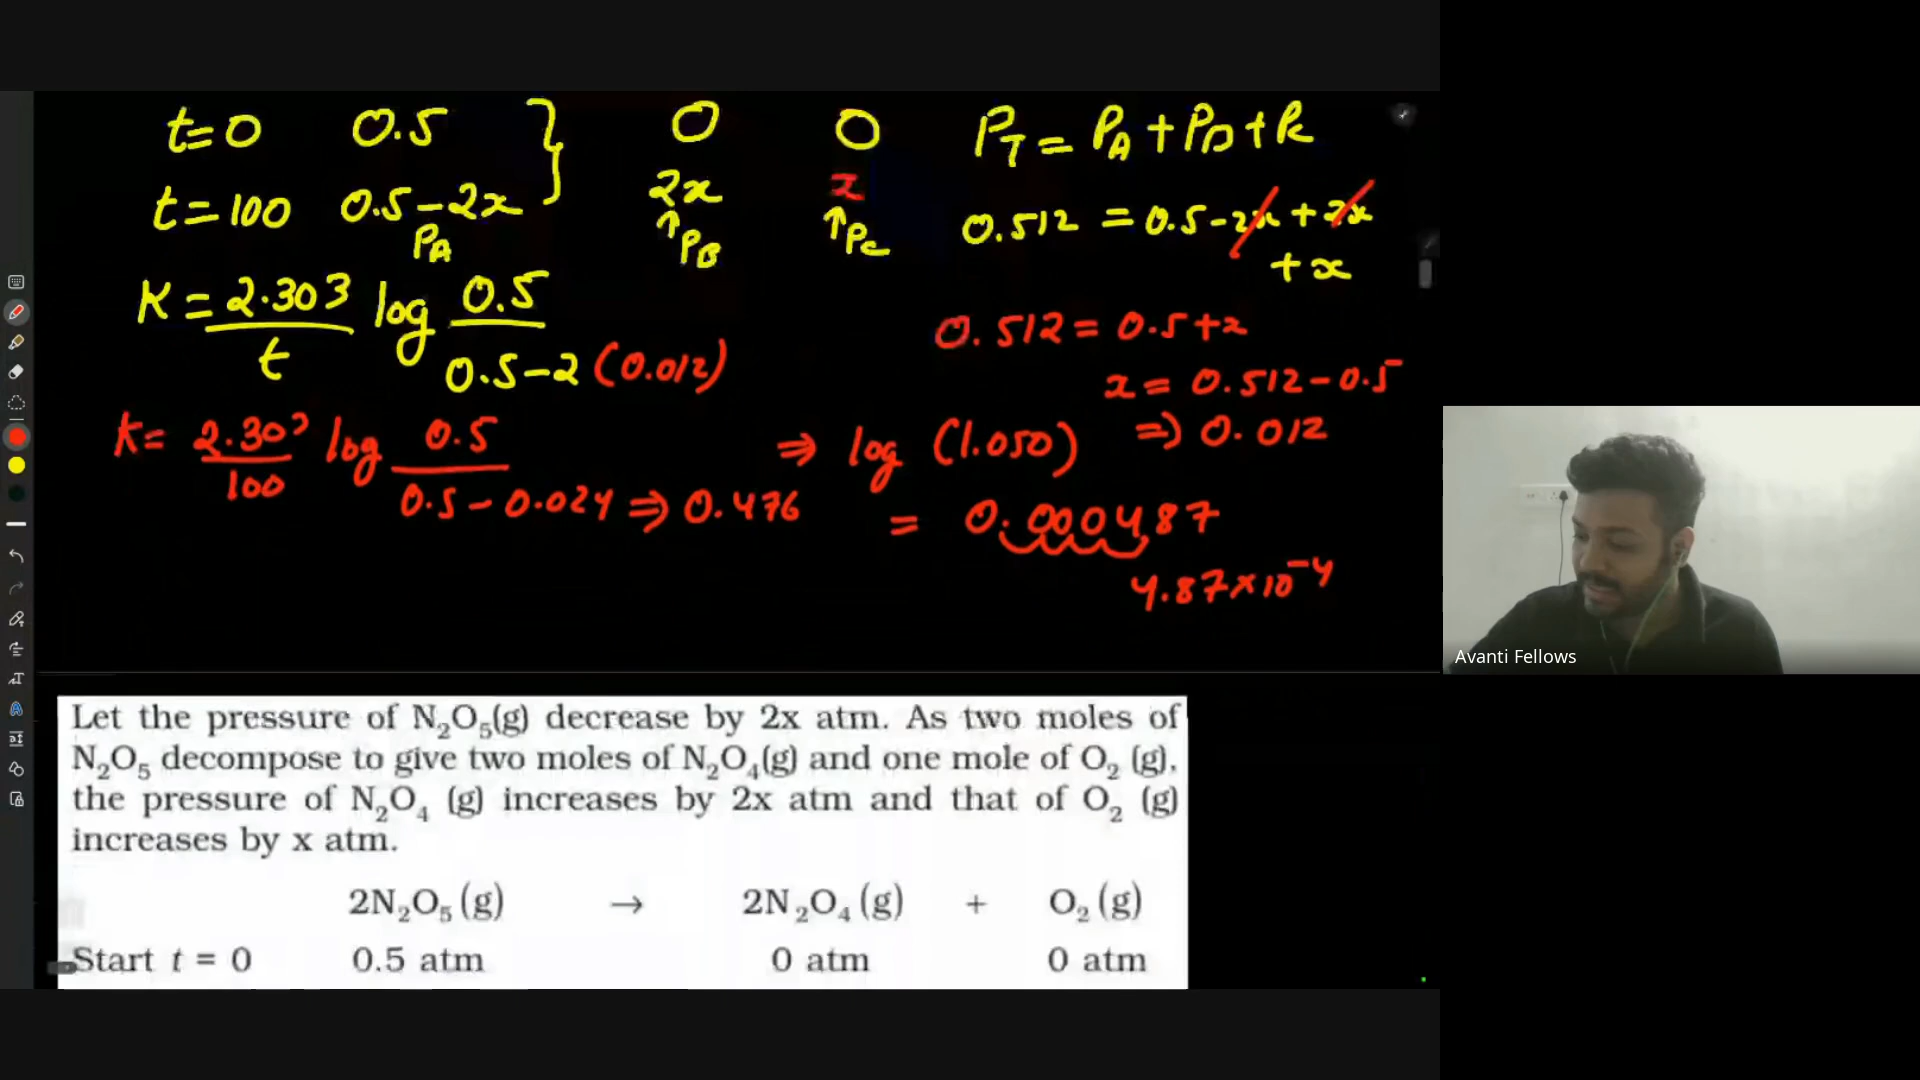 t=0 0.5 0 0 P_T = P_A + P_B + P_C
t=100 0.5-2x 2x x 0.512 = 0.5-2x+2x
↑P_B ↑P_C
P_A
+x
K = 2.303/t log 0.5/0.5-2(0.012)
0.512 = 0.5+x
x = 0.512-0.5
⇒ 0.012
K = 2.303/100 log 0.5/0.5-0.024 ⇒ 0.476
⇒ log (1.050)
= 0.000487
4.87×10⁻⁴
Avanti Fellows
Let the pressure of N₂O₅(g) decrease by 2x atm. As two moles of
N₂O₅ decompose to give two moles of N₂O₄(g) and one mole of O₂ (g),
the pressure of N₂O₄ (g) increases by 2x atm and that of O₂ (g)
increases by x atm.
2N₂O₅(g) → 2N₂O₄(g) + O₂(g)
Start t = 0 0.5 atm 0 atm 0 atm